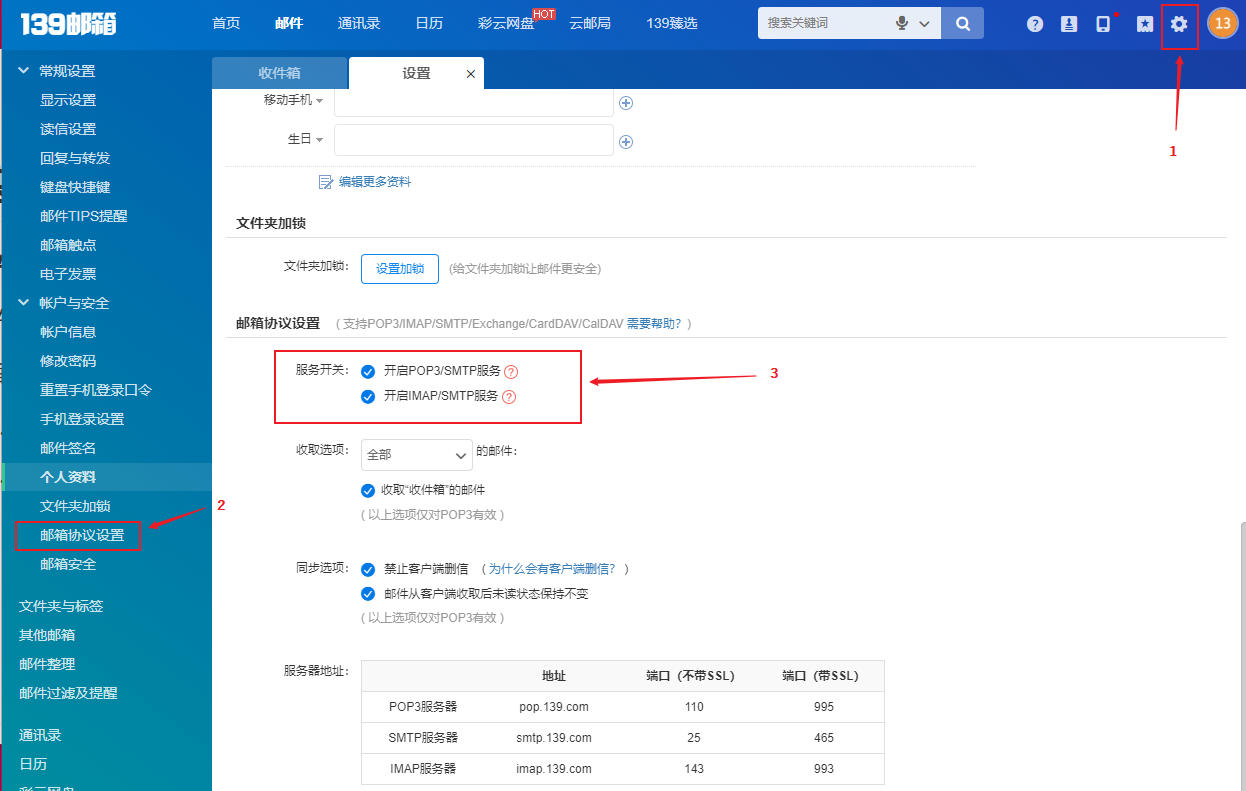 139邮箱
首页 邮件 通讯录 日历 彩云网盘 HOT 云邮局 139臻选 搜索关键词 ? 13
收件箱 设置 ×
常规设置
显示设置
读信设置
回复与转发
键盘快捷键
邮件TIPS提醒
邮箱触点
电子发票
帐户与安全
帐户信息
修改密码
重置手机登录口令
手机登录设置
邮件签名
个人资料
文件夹加锁
邮箱协议设置
邮箱安全
文件夹与标签
其他邮箱
邮件整理
邮件过滤及提醒
通讯录
日历
彩云网盘
1
2
3
移动手机
生日
编辑更多资料
文件夹加锁
文件夹加锁: 设置加锁 (给文件夹加锁让邮件更安全)
邮箱协议设置 ( 支持POP3/IMAP/SMTP/Exchange/CardDAV/CalDAV 需要帮助? )
服务开关: 开启POP3/SMTP服务 ?
开启IMAP/SMTP服务 ?
收取选项: 全部 的邮件:
收取“收件箱”的邮件
( 以上选项仅对POP3有效 )
同步选项: 禁止客户端删信 ( 为什么会有客户端删信? )
邮件从客户端收取后未读状态保持不变
( 以上选项仅对POP3有效 )
服务器地址:
地址 端口（不带SSL） 端口（带SSL）
POP3服务器 pop.139.com 110 995
SMTP服务器 smtp.139.com 25 465
IMAP服务器 imap.139.com 143 993